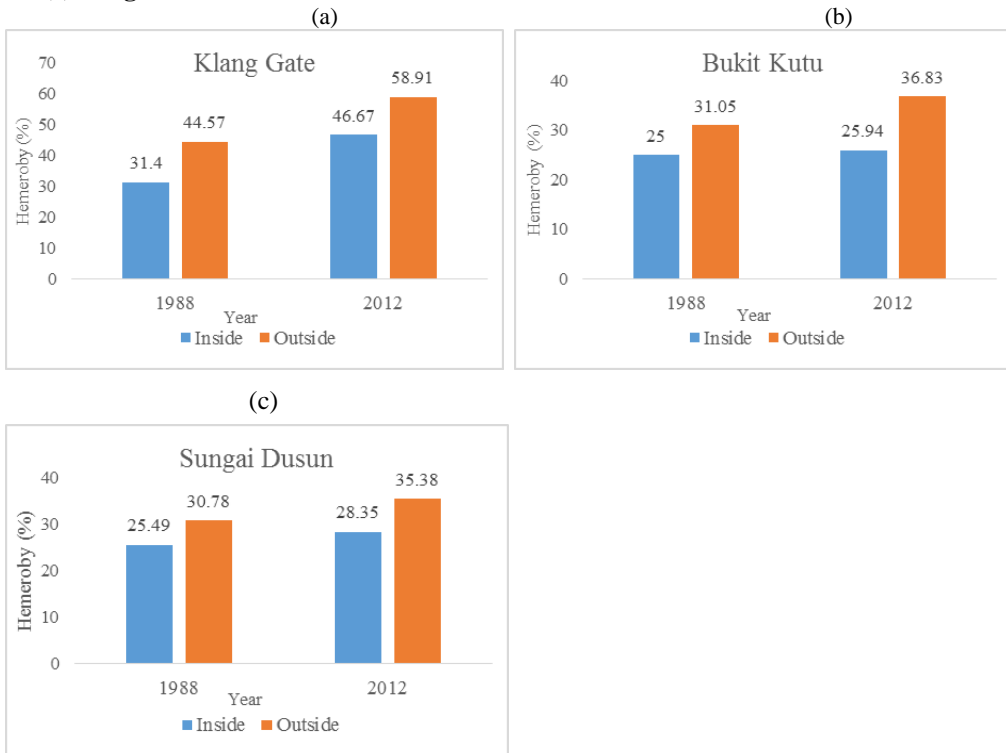 (a)
Klang Gate
70
60
50
40
30
20
10
0
Hemeroby (%)
31.4
44.57
46.67
58.91
1988
2012
Year
Inside
Outside
(b)
Bukit Kutu
40
30
20
10
0
Hemeroby (%)
25
31.05
25.94
36.83
1988
2012
Year
Inside
Outside
(c)
Sungai Dusun
40
30
20
10
0
Hemeroby (%)
25.49
30.78
28.35
35.38
1988
2012
Year
Inside
Outside